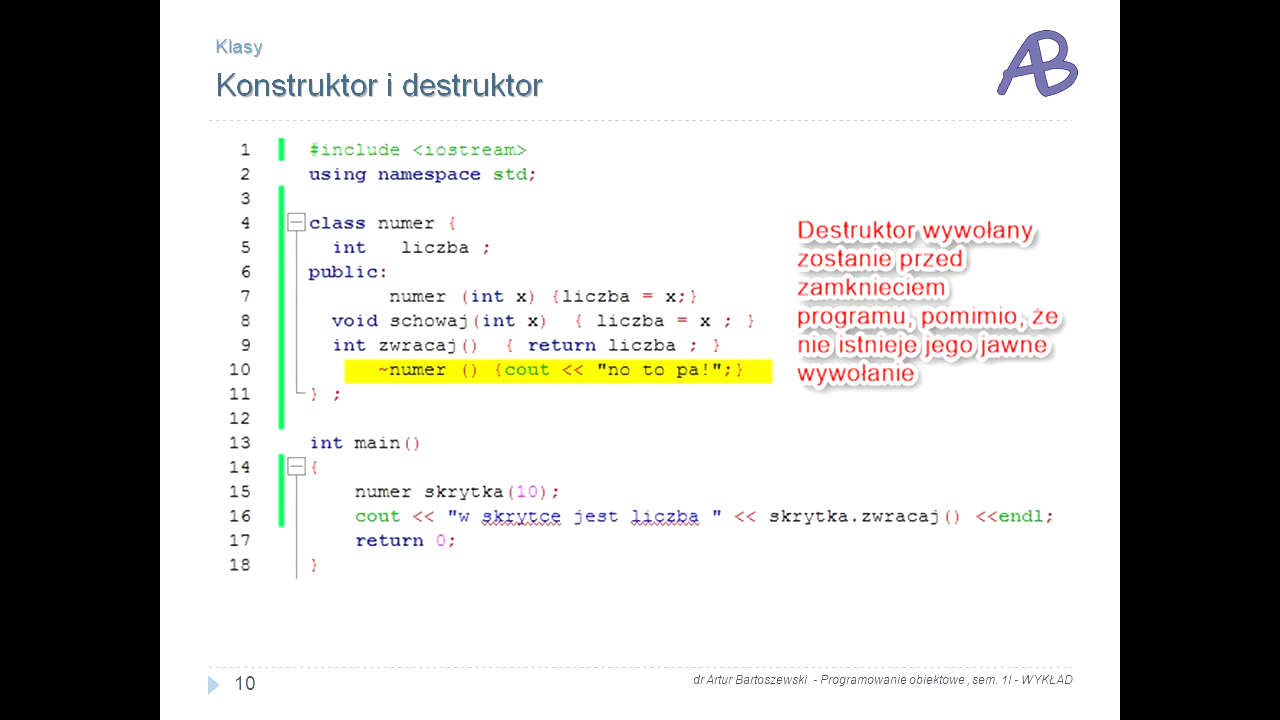 Klasy
Konstruktor i destruktor
AB
1 #include <iostream>
2 using namespace std;
3
4 class numer {
5 int liczba ;
6 public:
7 numer (int x) {liczba = x;}
8 void schowaj(int x) { liczba = x ; }
9 int zwracaj() { return liczba ; }
10 ~numer () {cout << "no to pa!";}
11 } ;
12
13 int main()
14 {
15 numer skrytka(10);
16 cout << "w skrytce jest liczba " << skrytka.zwracaj() <<endl;
17 return 0;
18 }
Destruktor wywołany
zostanie przed
zamknieciem
programu, pomimio, że
nie istnieje jego jawne
wywołanie
10
dr Artur Bartoszewski - Programowanie obiektowe, sem. 1I - WYKŁAD